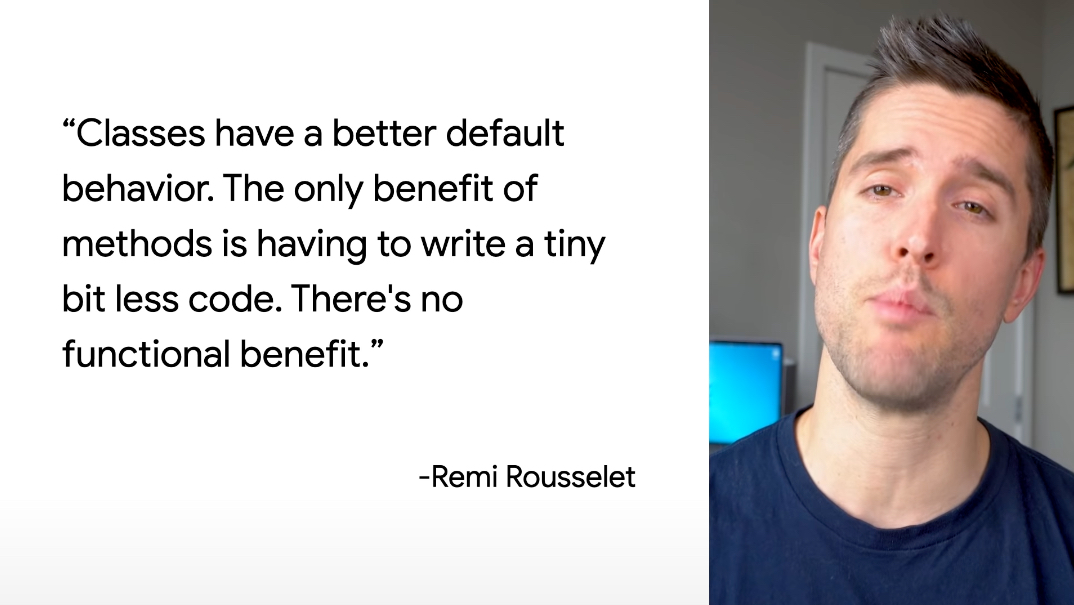 “Classes have a better default
behavior. The only benefit of
methods is having to write a tiny
bit less code. There's no
functional benefit.”
-Remi Rousselet